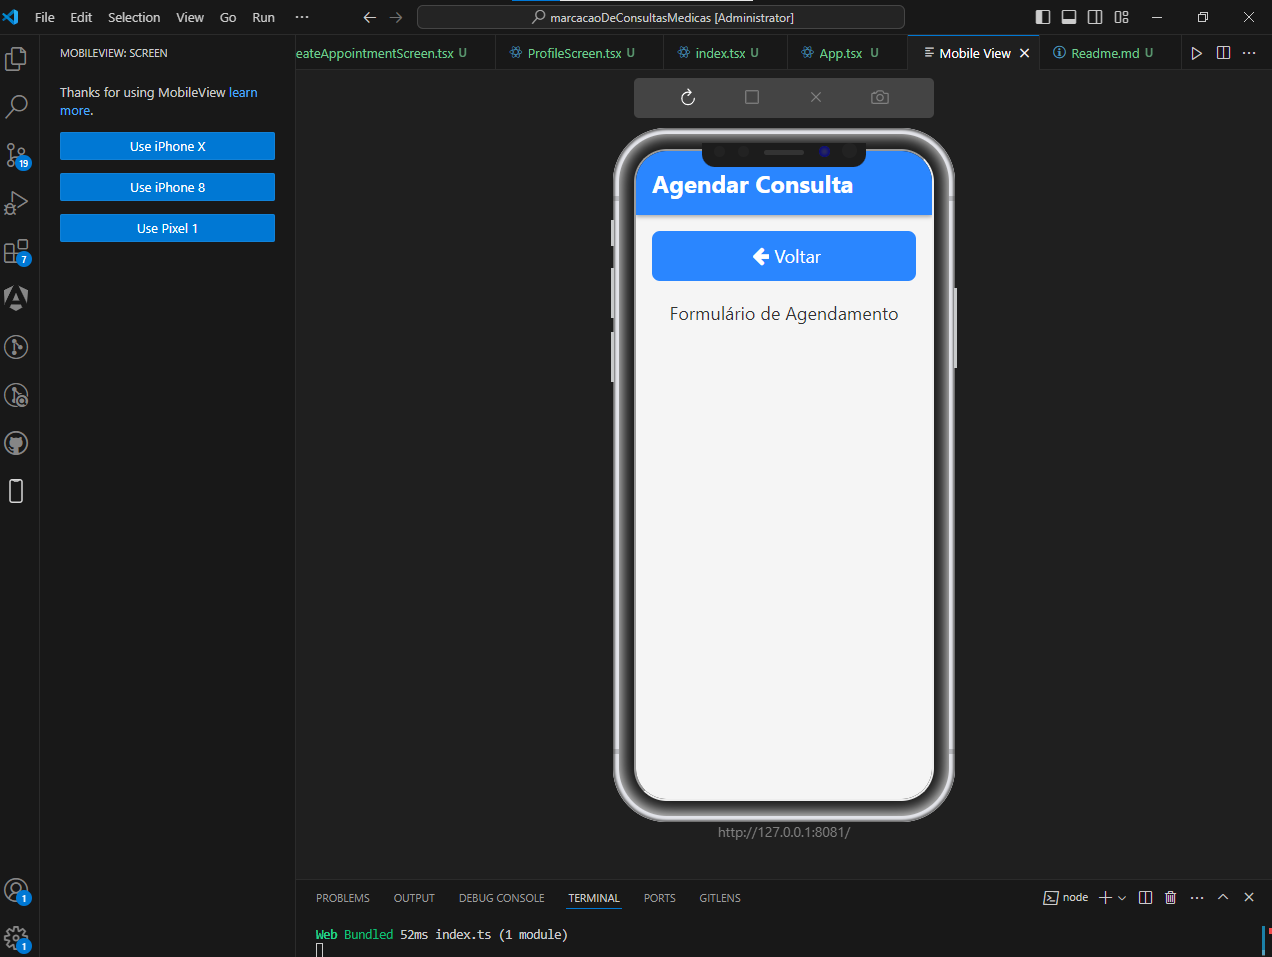 File Edit Selection View Go Run ···
marcacaoDeConsultasMedicas [Administrator]
MOBILEVIEW: SCREEN
eateAppointmentScreen.tsx U
ProfileScreen.tsx U
index.tsx U
App.tsx U
Mobile View
Readme.md U
Thanks for using MobileView learn
more.
Use iPhone X
Use iPhone 8
Use Pixel 1
19
7
1
1
Agendar Consulta
Voltar
Formulário de Agendamento
http://127.0.0.1:8081/
PROBLEMS OUTPUT DEBUG CONSOLE TERMINAL PORTS GITLENS
node
Web Bundled 52ms index.ts (1 module)